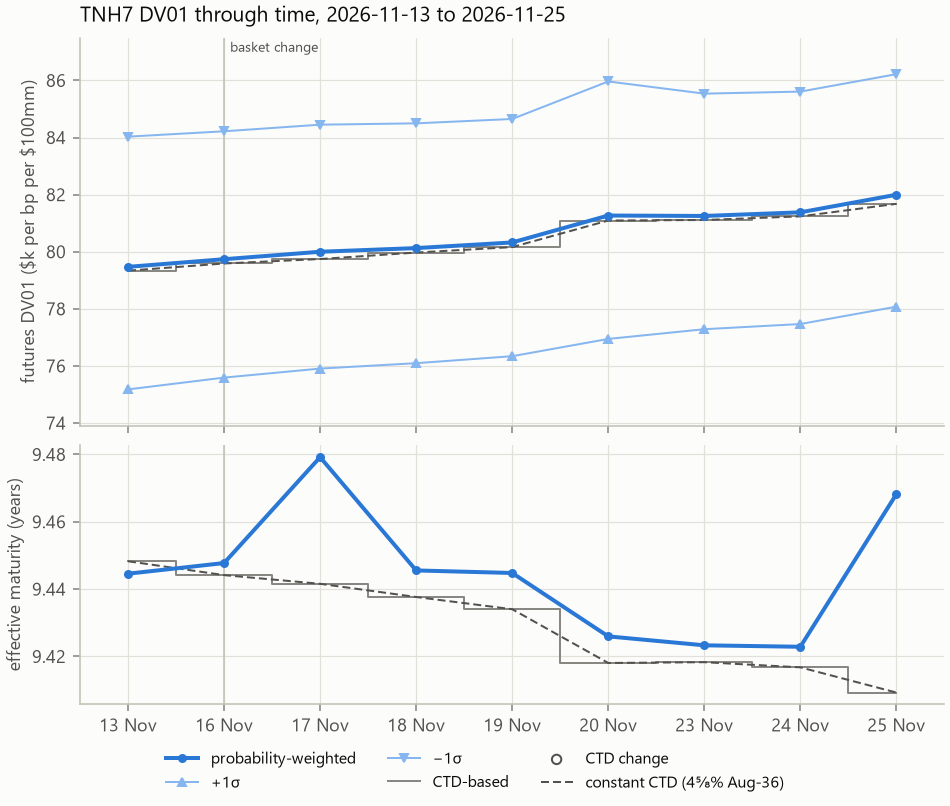 TNH7 DV01 through time, 2026-11-13 to 2026-11-25
basket change
futures DV01 ($k per bp per $100mm)
86
84
82
80
78
76
74
effective maturity (years)
9.48
9.46
9.44
9.42
13 Nov 16 Nov 17 Nov 18 Nov 19 Nov 20 Nov 23 Nov 24 Nov 25 Nov
probability-weighted −1σ CTD change
+1σ CTD-based constant CTD (4⅝% Aug-36)